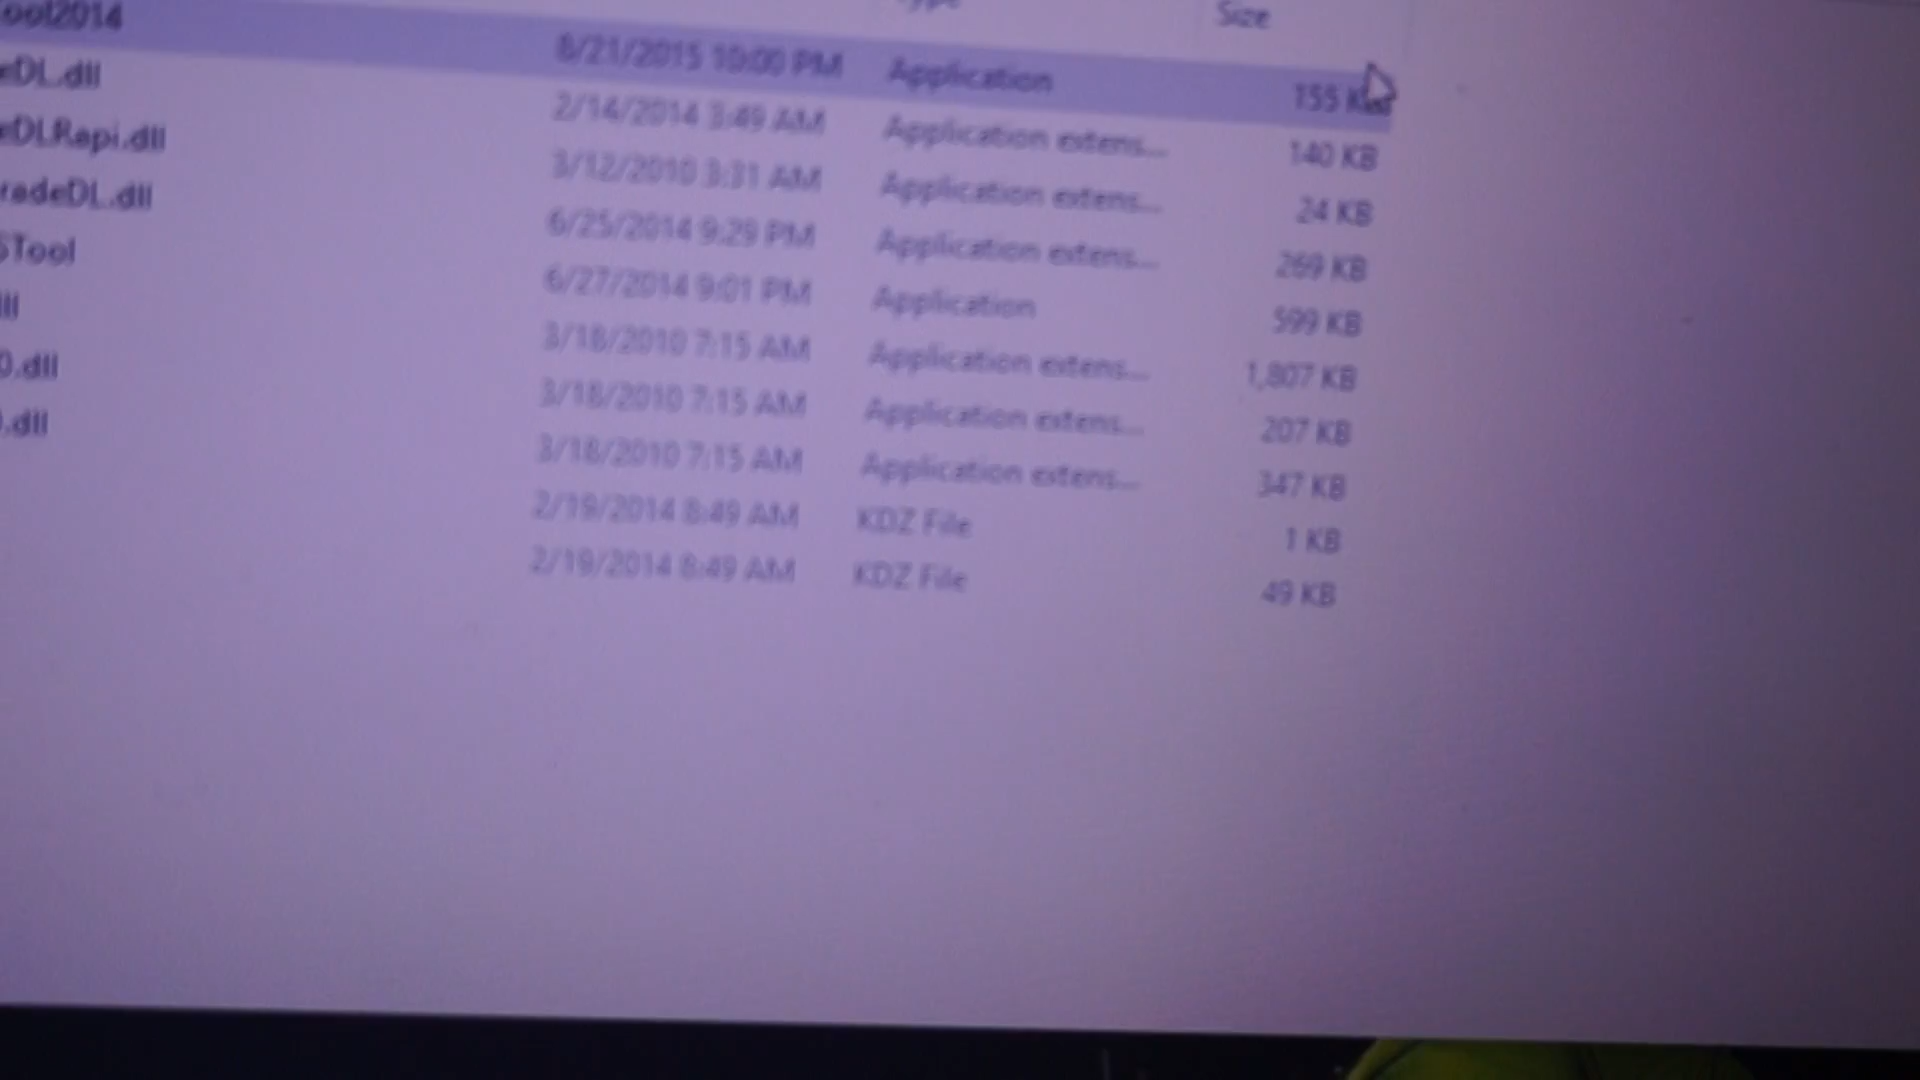 Size
ool2014 8/21/2015 10:00 PM Application 155
eDL.dll 2/14/2014 3:49 AM Application extens... 140 KB
eDLRapi.dll 3/12/2010 3:31 AM Application extens... 24 KB
radeDL.dll 6/25/2014 9:29 PM Application extens... 269 KB
STool 6/27/2014 9:01 PM Application 599 KB
ll 3/18/2010 7:15 AM Application extens... 1,807 KB
0.dll 3/18/2010 7:15 AM Application extens... 207 KB
.dll 3/18/2010 7:15 AM Application extens... 347 KB
2/19/2014 8:49 AM KDZ File 1 KB
2/19/2014 8:49 AM KDZ File 49 KB